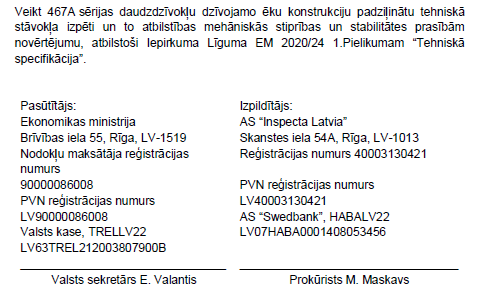 Veikt 467A sērijas daudzdzīvokļu dzīvojamo ēku konstrukciju padziļinātu tehniskā
stāvokļa izpēti un to atbilstības mehāniskās stiprības un stabilitātes prasībām
novērtējumu, atbilstoši Iepirkuma Līguma EM 2020/24 1.Pielikumam “Tehniskā
specifikācija”.
Pasūtītājs:
Ekonomikas ministrija
Brīvības iela 55, Rīga, LV-1519
Nodokļu maksātāja reģistrācijas
numurs
90000086008
PVN reģistrācijas numurs
LV90000086008
Valsts kase, TRELLV22
LV63TREL212003807900B
Valsts sekretārs E. Valantis
Izpildītājs:
AS “Inspecta Latvia”
Skanstes iela 54A, Rīga, LV-1013
Reģistrācijas numurs 40003130421
PVN reģistrācijas numurs
LV40003130421
AS “Swedbank”, HABALV22
LV07HABA0001408053456
Prokūrists M. Maskavs